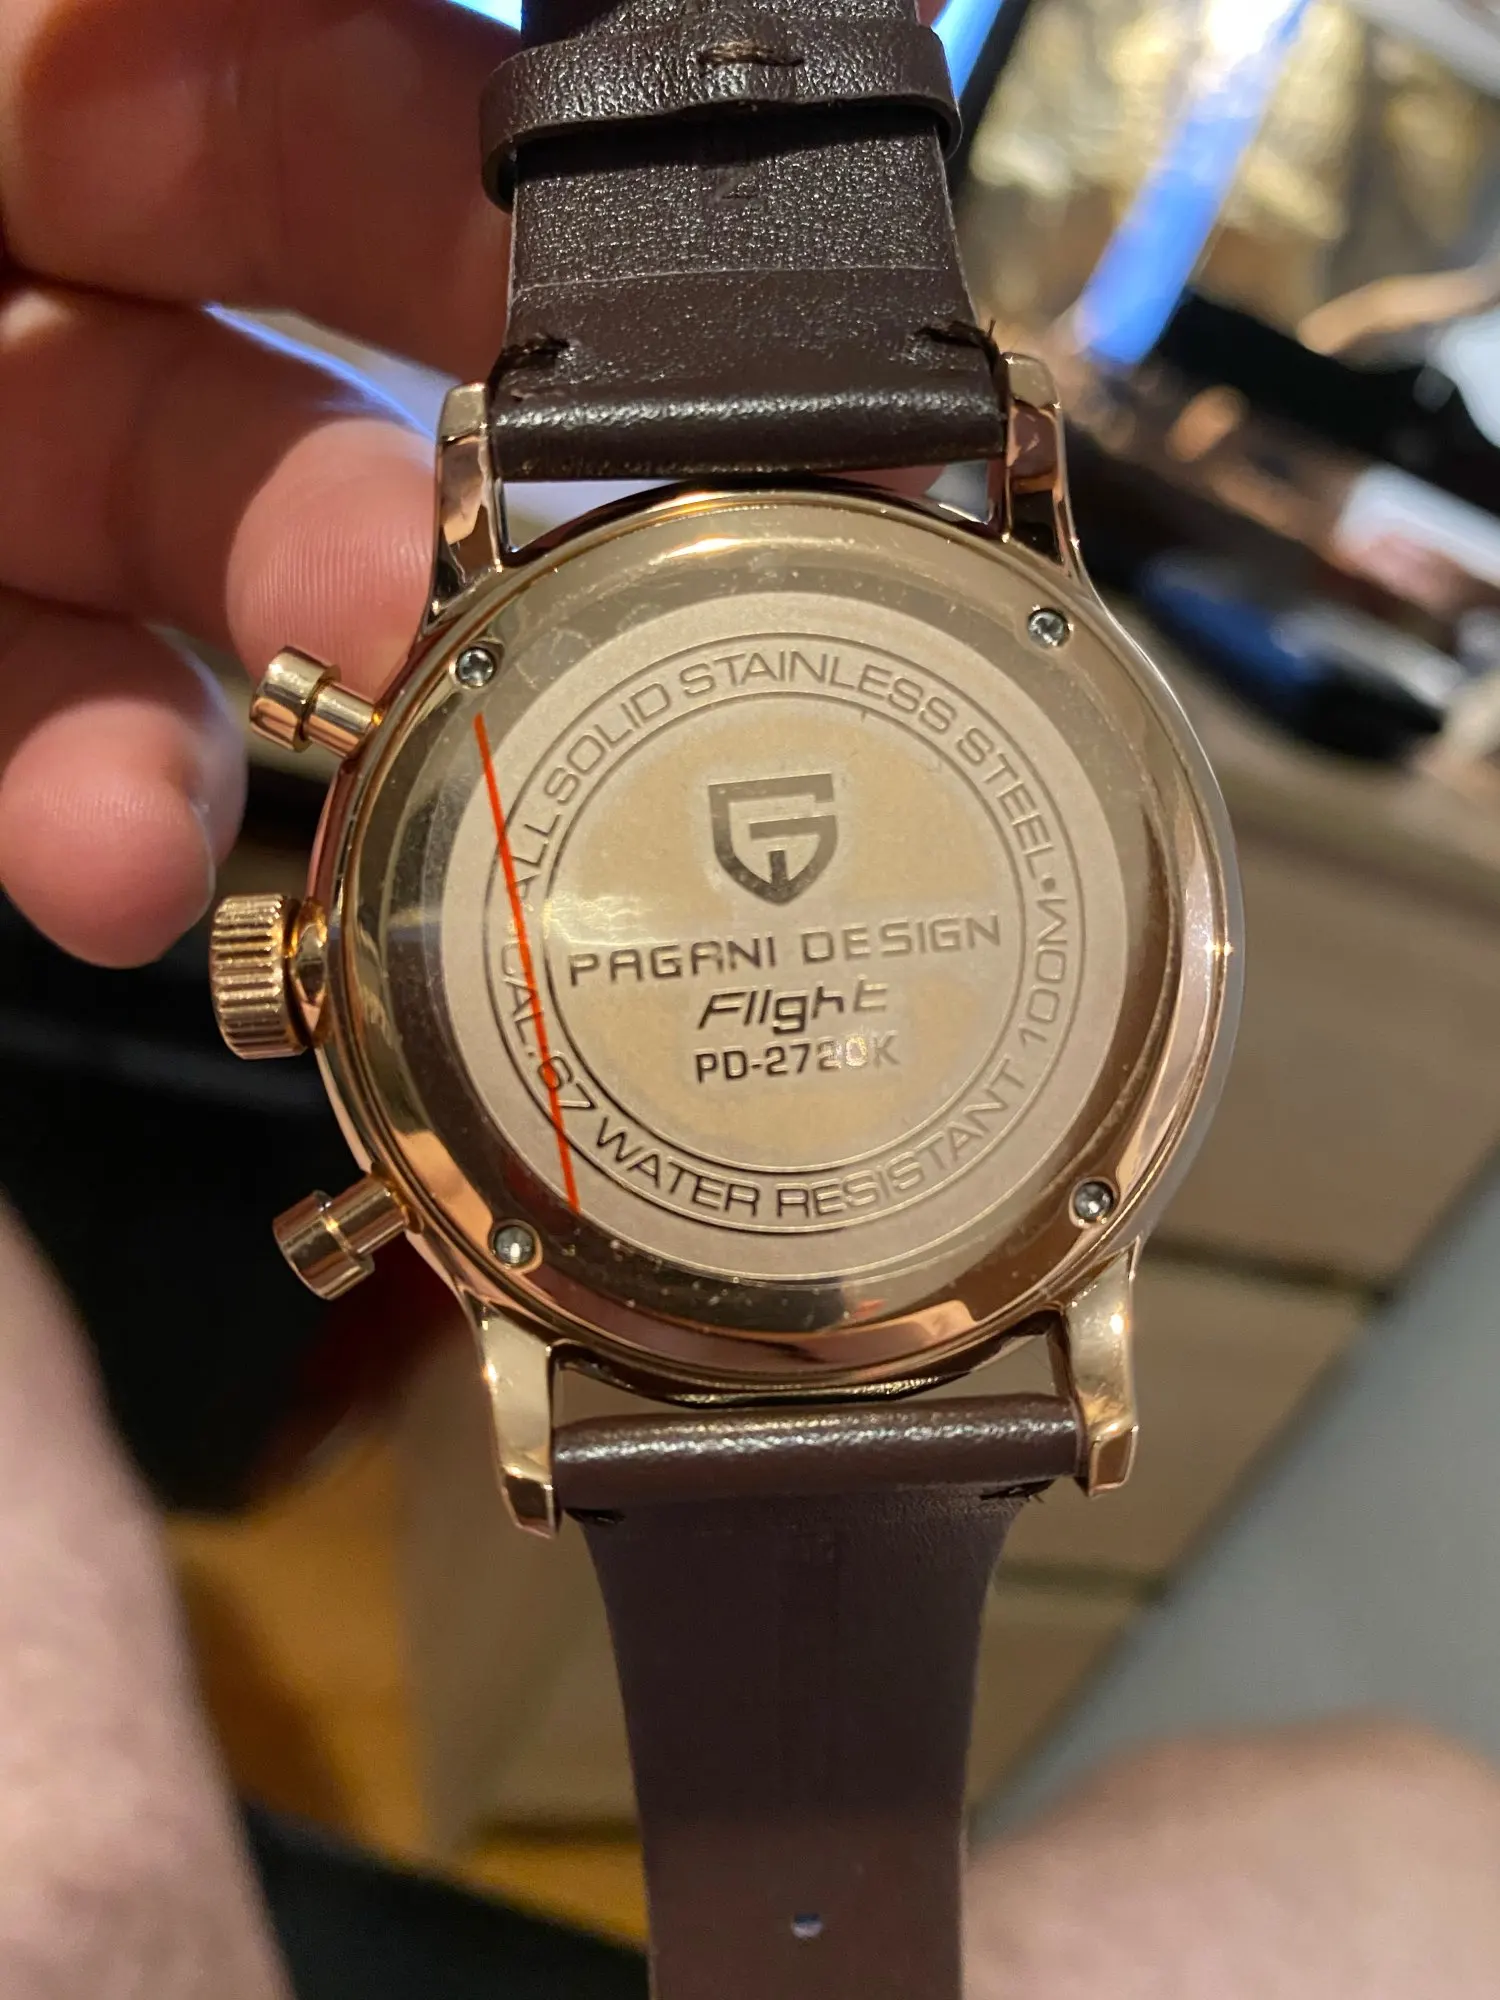 ALL SOLID STAINLESS STEEL•100M
CAL.67 WATER RESISTANT
PAGANI DESIGN
Flight
PD-2720K